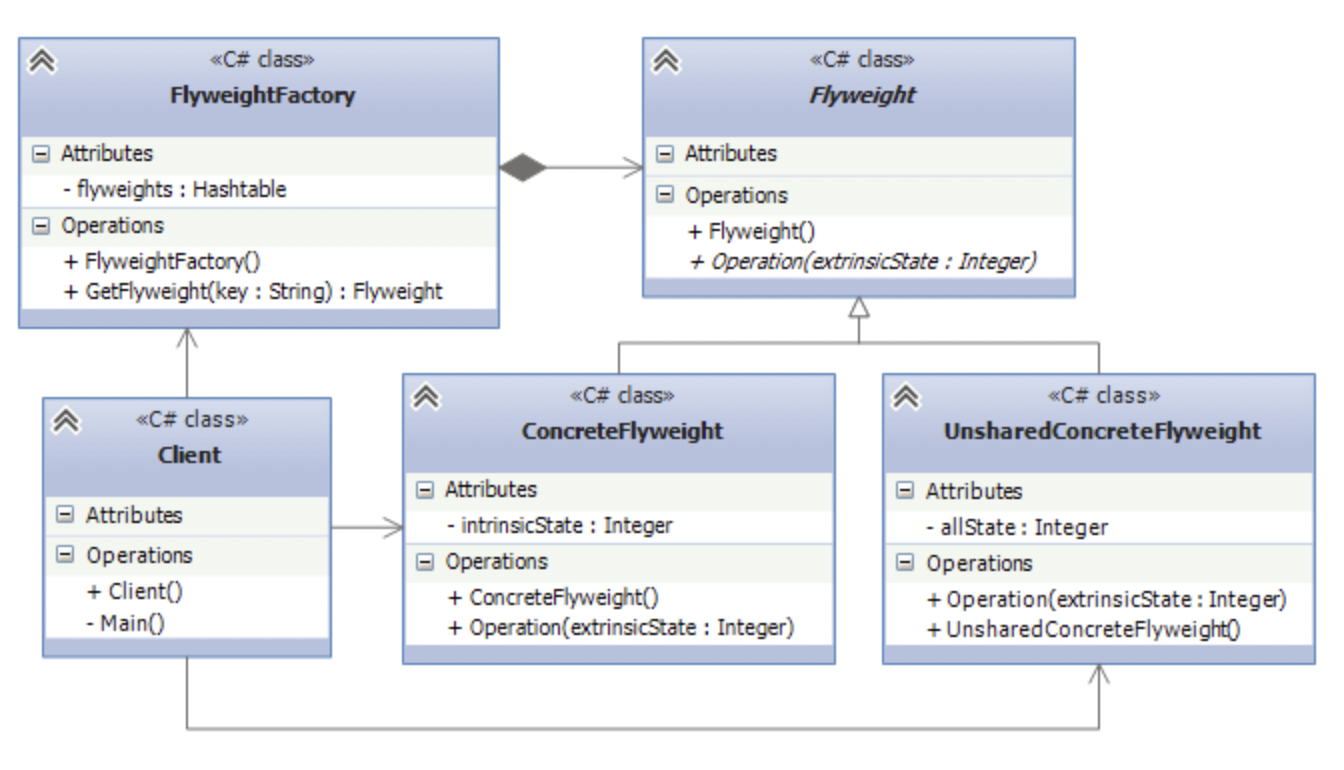 «C# class»
FlyweightFactory
Attributes
- flyweights : Hashtable
Operations
+ FlyweightFactory()
+ GetFlyweight(key : String) : Flyweight
«C# class»
Flyweight
Attributes
Operations
+ Flyweight()
+ Operation(extrinsicState : Integer)
«C# class»
Client
Attributes
Operations
+ Client()
- Main()
«C# class»
ConcreteFlyweight
Attributes
- intrinsicState : Integer
Operations
+ ConcreteFlyweight()
+ Operation(extrinsicState : Integer)
«C# class»
UnsharedConcreteFlyweight
Attributes
- allState : Integer
Operations
+ Operation(extrinsicState : Integer)
+ UnsharedConcreteFlyweight()